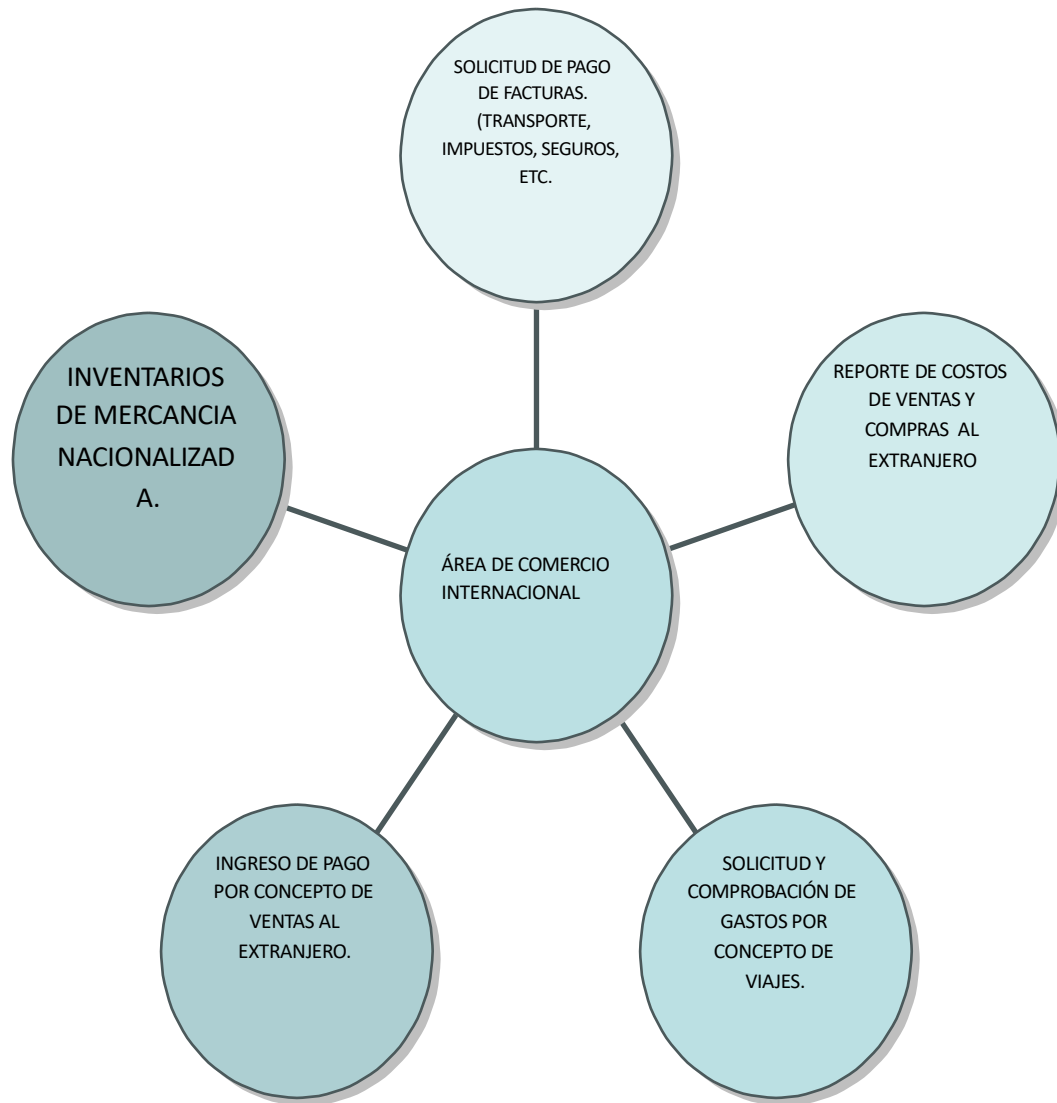 SOLICITUD DE PAGO
DE FACTURAS.
(TRANSPORTE,
IMPUESTOS, SEGUROS,
ETC.
INVENTARIOS
DE MERCANCIA
NACIONALIZAD
A.
REPORTE DE COSTOS
DE VENTAS Y
COMPRAS AL
EXTRANJERO
ÁREA DE COMERCIO
INTERNACIONAL
INGRESO DE PAGO
POR CONCEPTO DE
VENTAS AL
EXTRANJERO.
SOLICITUD Y
COMPROBACIÓN DE
GASTOS POR
CONCEPTO DE
VIAJES.